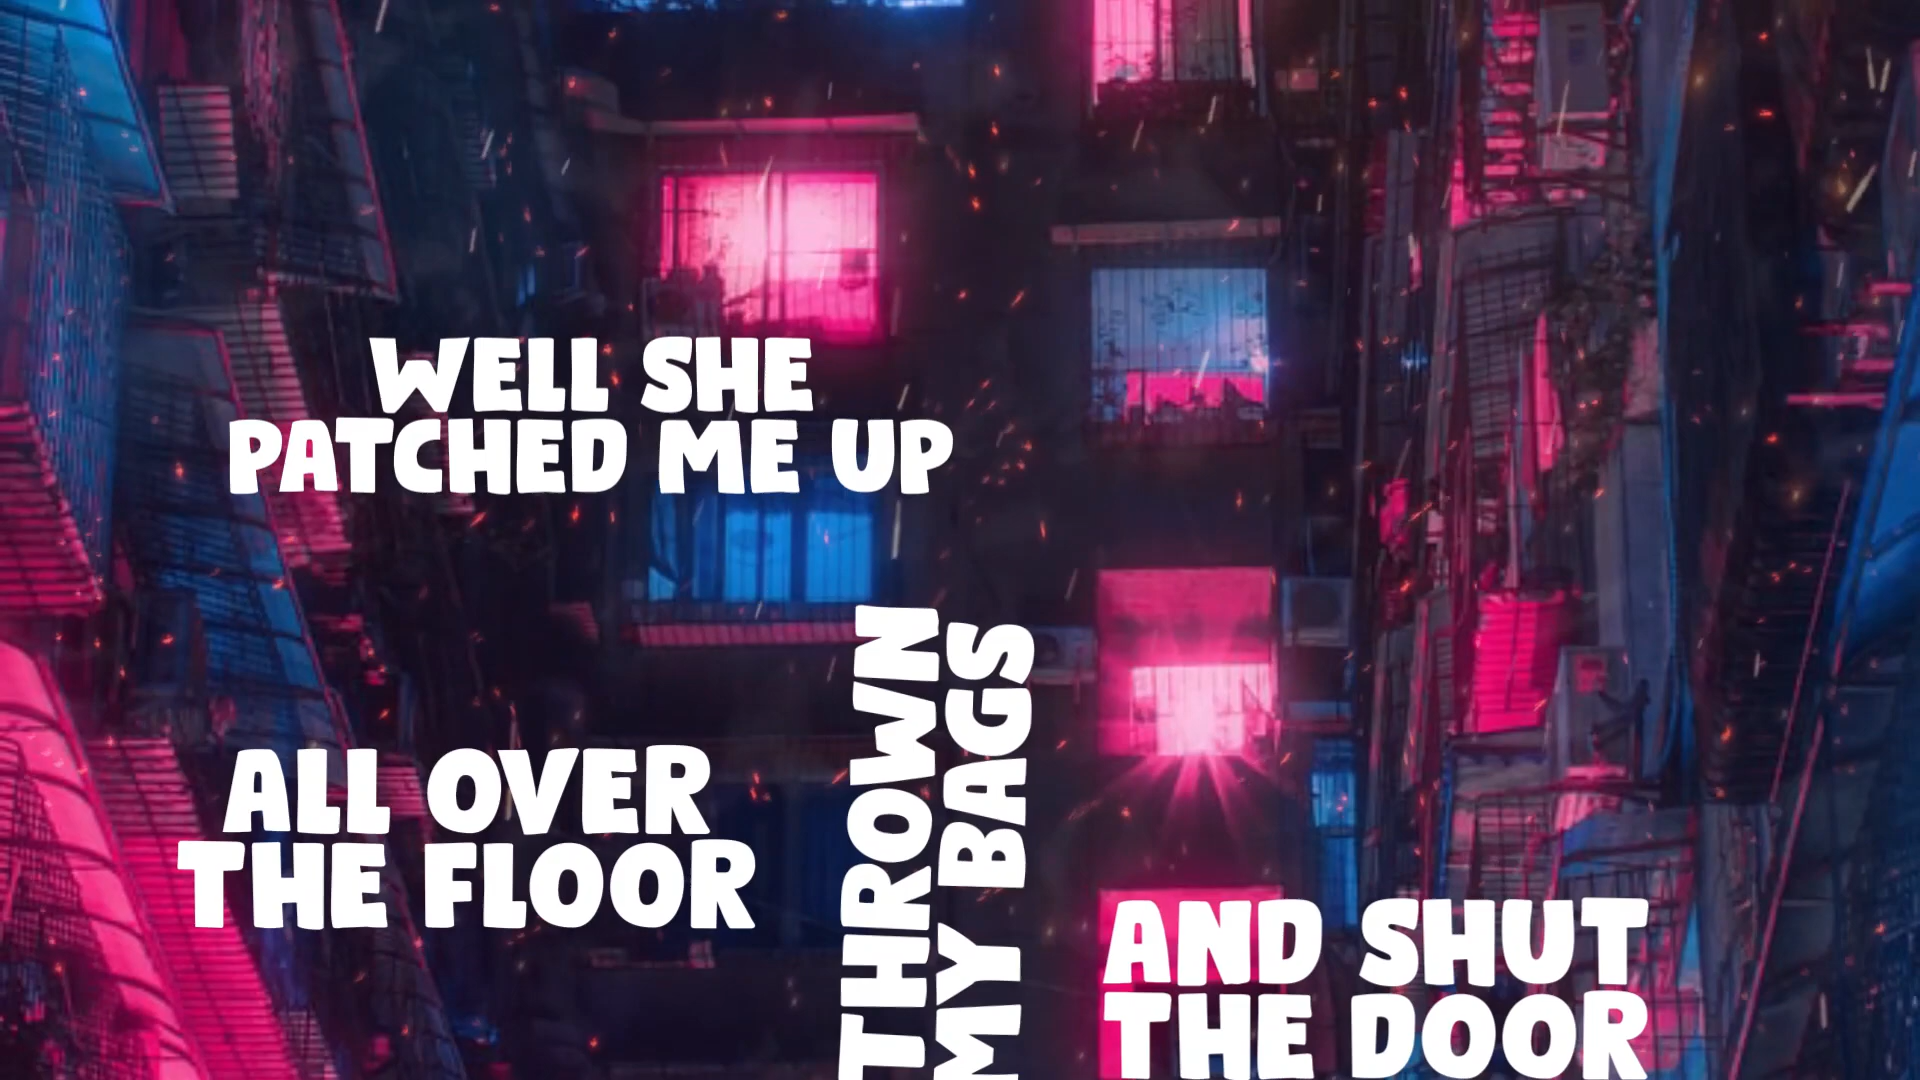 WELL SHE
PATCHED ME UP
THROWN
MY BAGS
ALL OVER
THE FLOOR
AND SHUT
THE DOOR